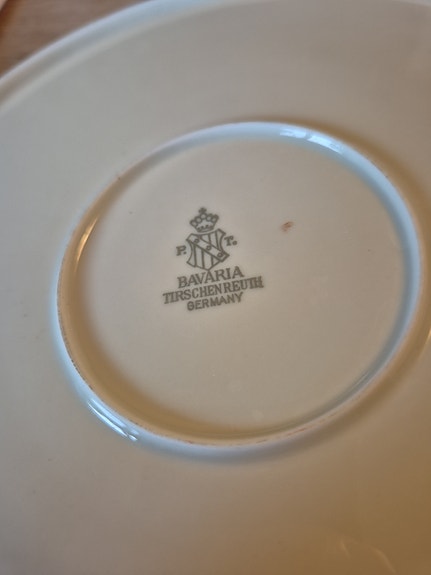 P. T.
BAVARIA
TIRSCHENREUTH
GERMANY